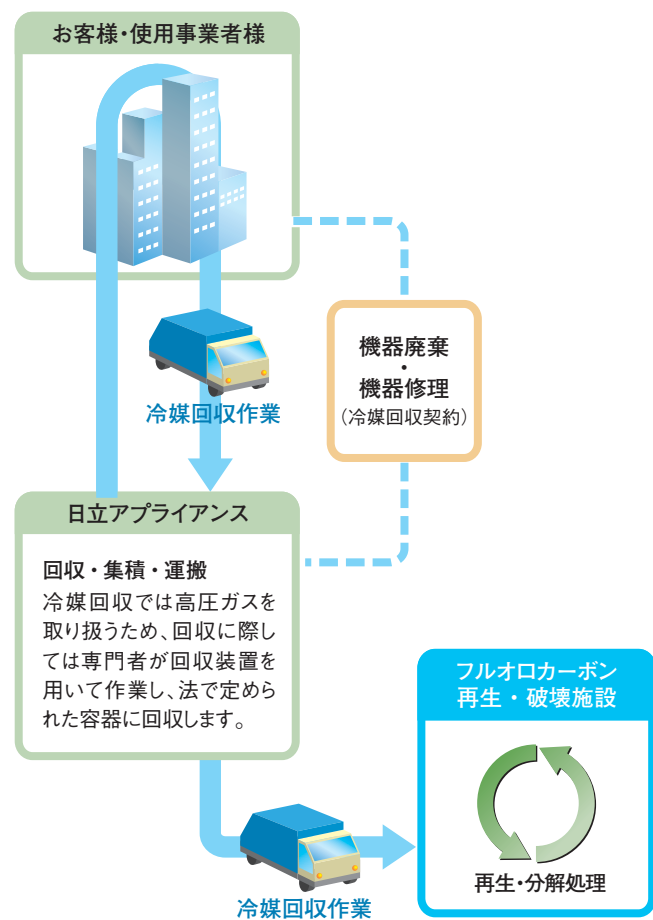 お客様・使用事業者様
冷媒回収作業
機器廃棄
・
機器修理
（冷媒回収契約）
日立アプライアンス
回収・集積・運搬
冷媒回収では高圧ガスを
取り扱うため、回収に際し
ては専門者が回収装置を
用いて作業し、法で定めら
れた容器に回収します。
フルオロカーボン
再生・破壊施設
再生・分解処理
冷媒回収作業